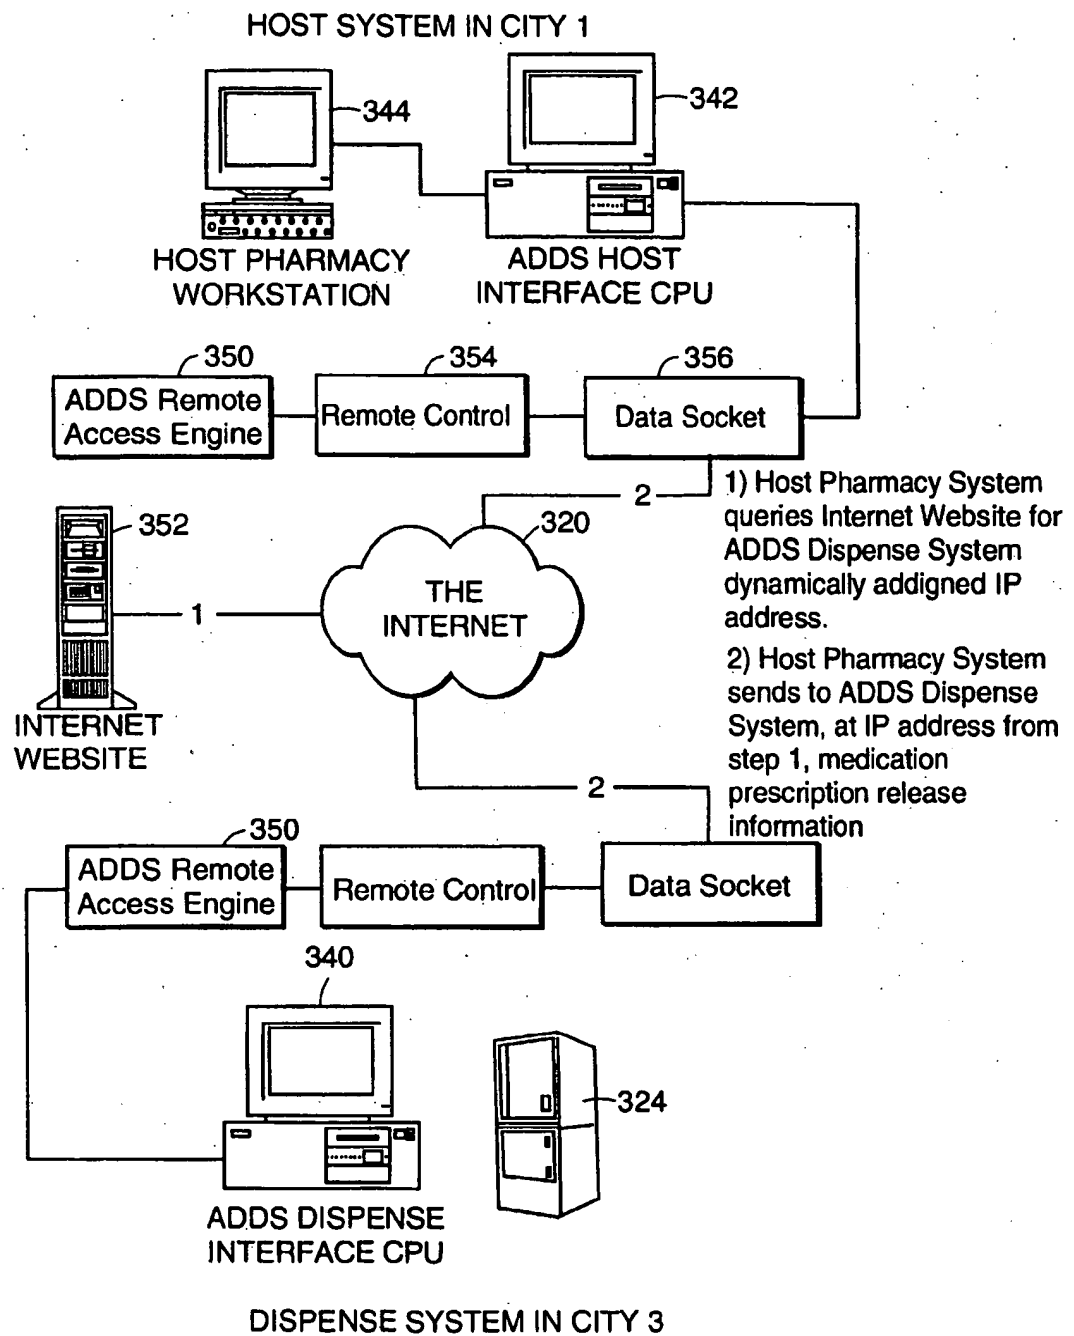 HOST SYSTEM IN CITY 1
344
342
HOST PHARMACY
WORKSTATION
ADDS HOST
INTERFACE CPU
350
354
356
ADDS Remote
Access Engine
Remote Control
Data Socket
2
1) Host Pharmacy System
queries Internet Website for
ADDS Dispense System
dynamically addigned IP
address.
352
320
THE
INTERNET
1
INTERNET
WEBSITE
2) Host Pharmacy System
sends to ADDS Dispense
System, at IP address from
step 1, medication
prescription release
information
2
350
ADDS Remote
Access Engine
Remote Control
Data Socket
340
324
ADDS DISPENSE
INTERFACE CPU
DISPENSE SYSTEM IN CITY 3